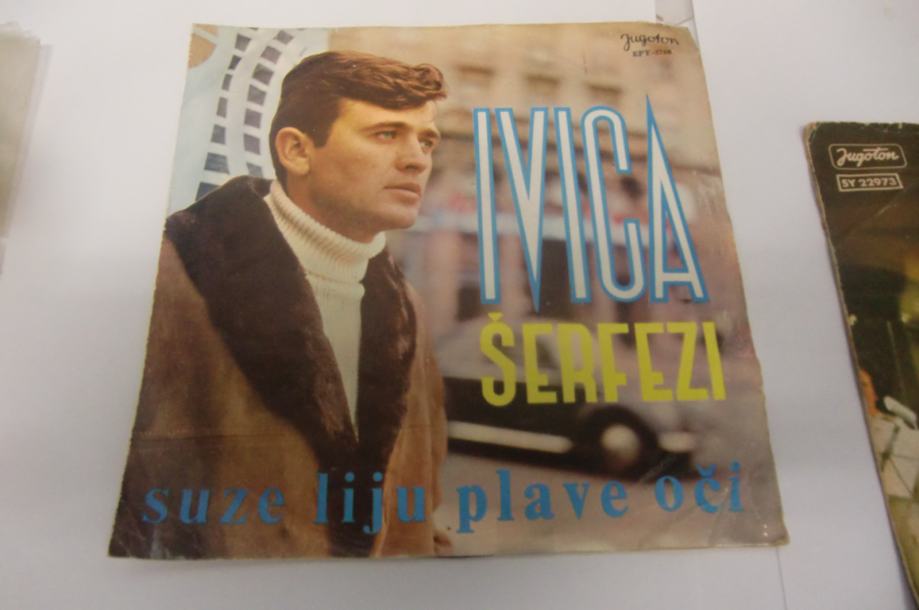 Jugoton
IVICA
ŠERFEZI
suze liju plave oči
Jugoton
SY 22973